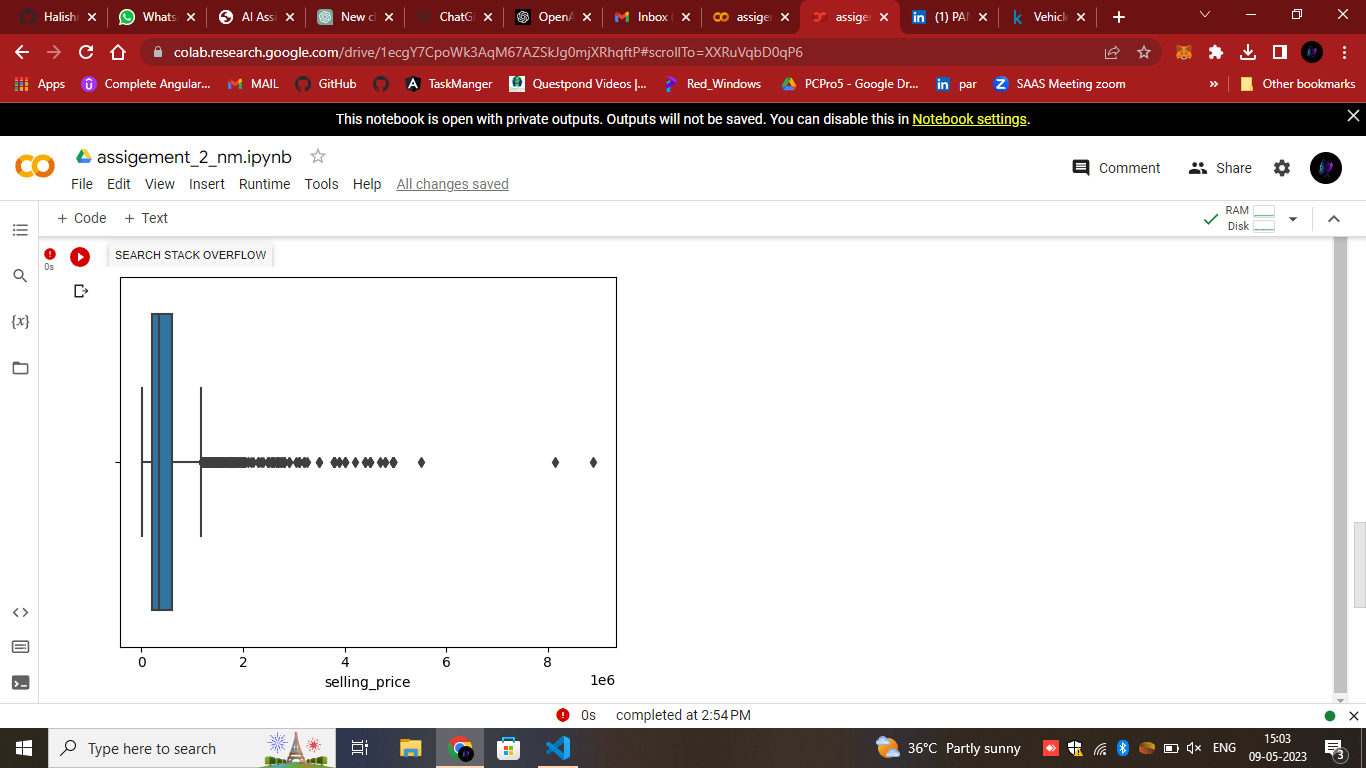 Halishr
Whats
AI Assi
New c
ChatG
OpenA
Inbox
assige
assige
(1) PAN
Vehicl
colab.research.google.com/drive/1ecgY7CpoWk3AqM67AZSkJg0mjXRhqftP#scrollTo=XXRuVqbD0qP6
Apps
Complete Angular...
MAIL
GitHub
TaskManger
Questpond Videos |...
Red_Windows
PCPro5 - Google Dr...
par
SAAS Meeting zoom
»
Other bookmarks
This notebook is open with private outputs. Outputs will not be saved. You can disable this in Notebook settings.
assigement_2_nm.ipynb
Comment
Share
File Edit View Insert Runtime Tools Help All changes saved
+ Code + Text
RAM
Disk
0s
SEARCH STACK OVERFLOW
{x}
0 2 4 6 8
selling_price
1e6
0s completed at 2:54 PM
Type here to search
36°C Partly sunny
ENG
15:03
09-05-2023
3